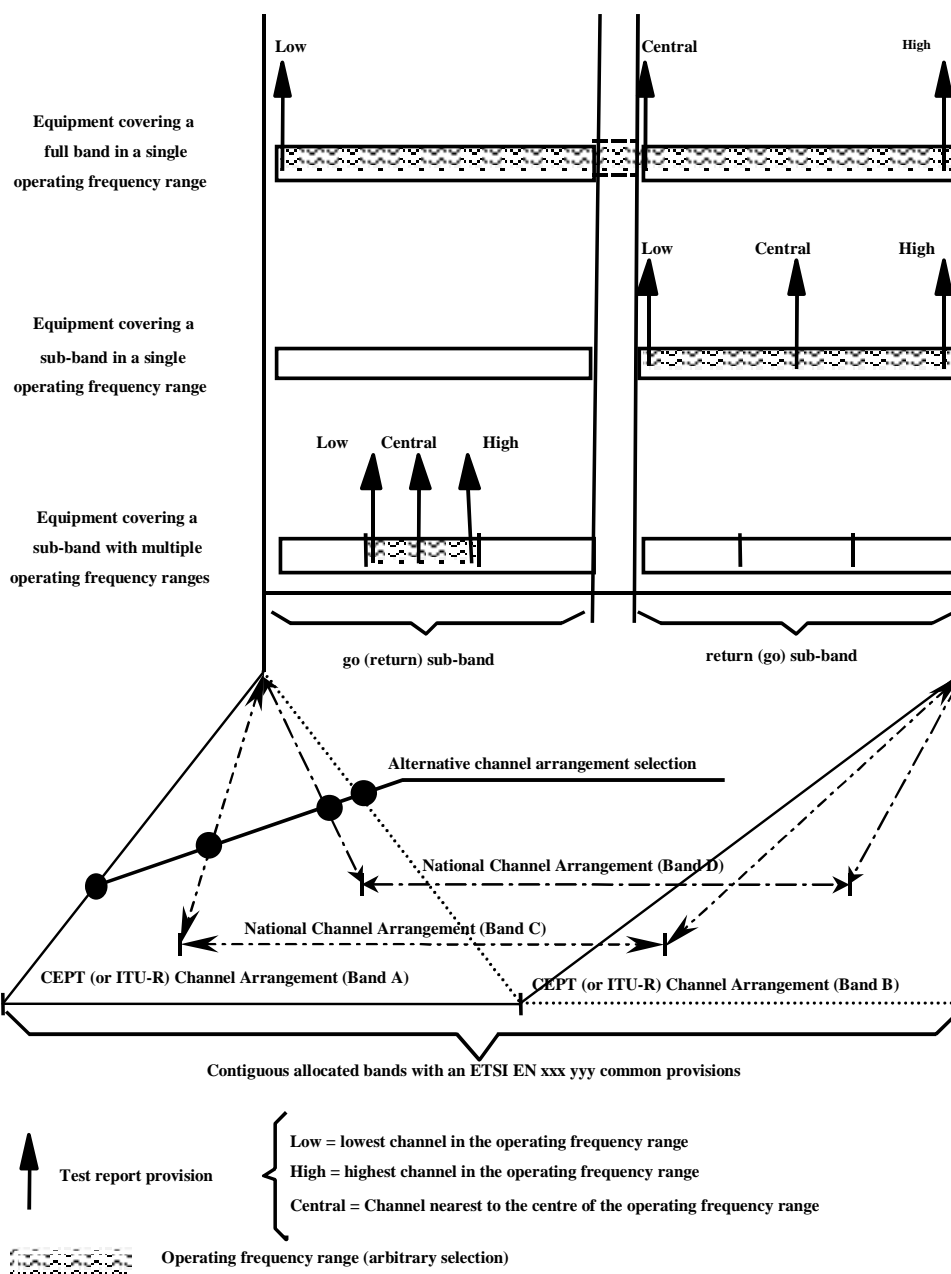 Low
Central
High
Equipment covering a
full band in a single
operating frequency range
Low
Central
High
Equipment covering a
sub-band in a single
operating frequency range
Low
Central
High
Equipment covering a
sub-band with multiple
operating frequency ranges
go (return) sub-band
return (go) sub-band
Alternative channel arrangement selection
National Channel Arrangement (Band D)
National Channel Arrangement (Band C)
CEPT (or ITU-R) Channel Arrangement (Band A)
CEPT (or ITU-R) Channel Arrangement (Band B)
Contiguous allocated bands with an ETSI EN xxx yyy common provisions
Test report provision
Low = lowest channel in the operating frequency range
High = highest channel in the operating frequency range
Central = Channel nearest to the centre of the operating frequency range
Operating frequency range (arbitrary selection)